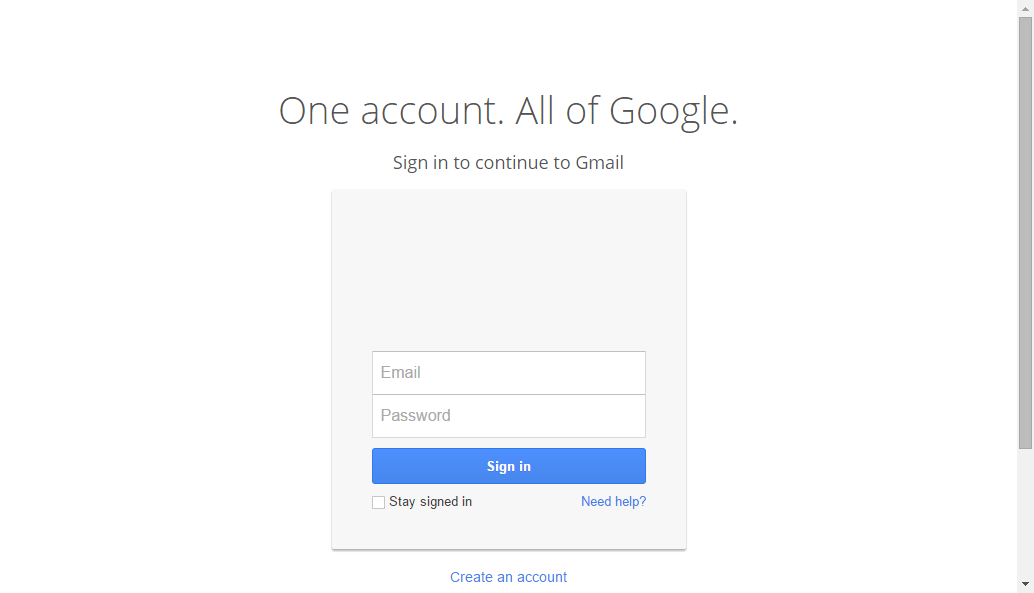 One account. All of Google.
Sign in to continue to Gmail
Email
Password
Sign in
Stay signed in
Need help?
Create an account